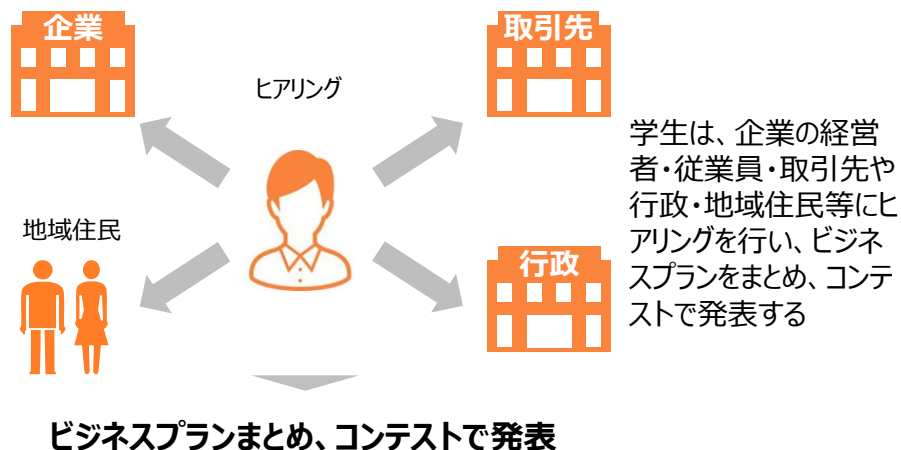 企業
取引先
ヒアリング
地域住民
行政
学生は、企業の経営
者・従業員・取引先や
行政・地域住民等にヒ
アリングを行い、ビジネ
スプランをまとめ、コンテ
ストで発表する
ビジネスプランまとめ、コンテストで発表